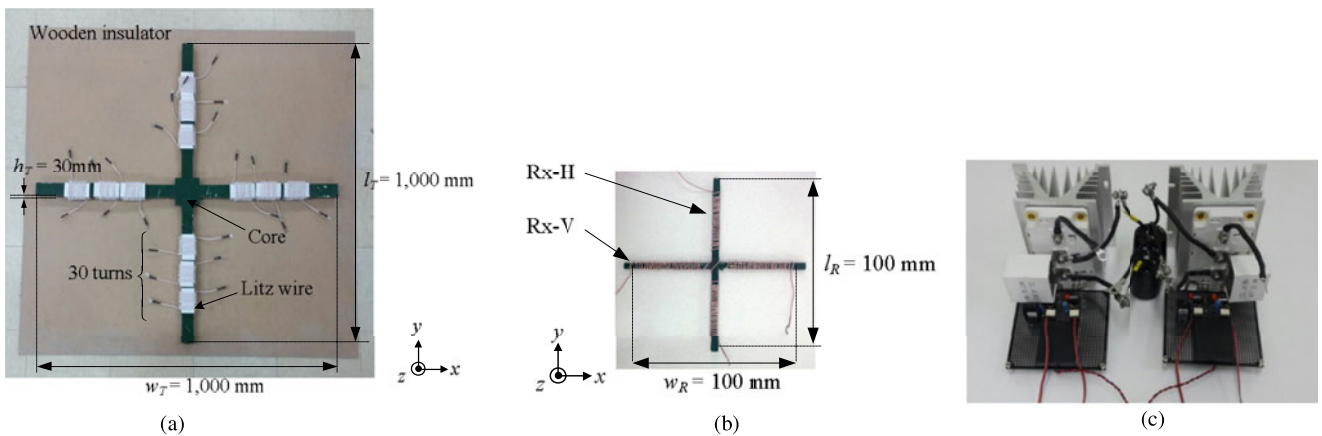 Wooden insulator
h_T = 30mm
l_T = 1,000 mm
Core
30 turns
Litz wire
w_T = 1,000 mm
y
z
x
(a)
Rx-H
Rx-V
l_R = 100 mm
w_R = 100 mm
y
z
x
(b)
(c)